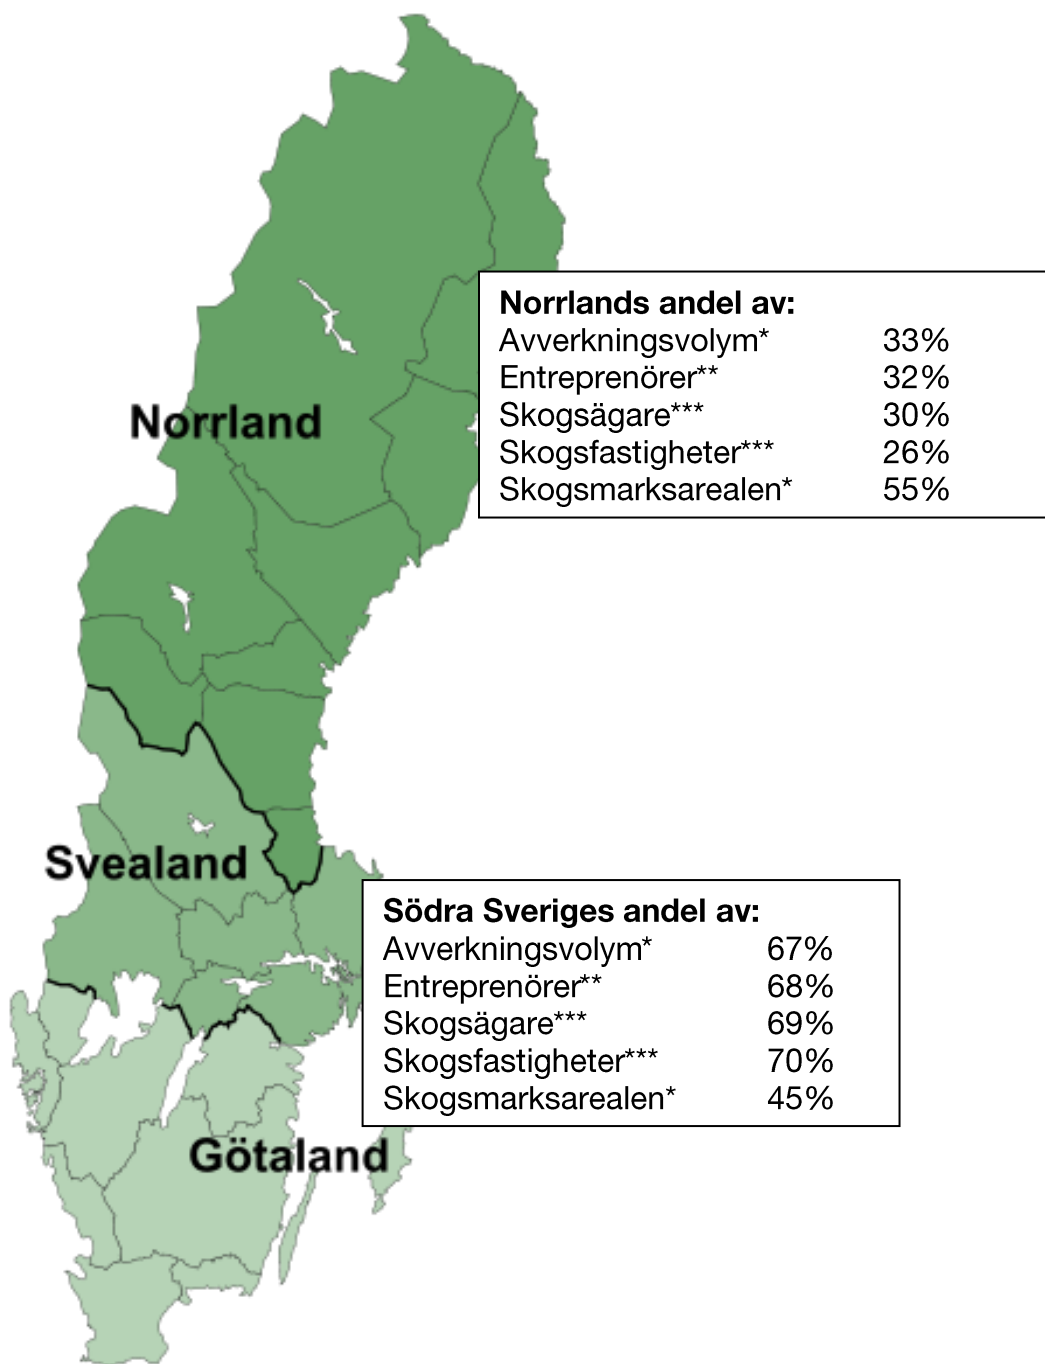 Norrlands andel av:
Avverkningsvolym* 33%
Entreprenörer** 32%
Skogsägare*** 30%
Skogsfastigheter*** 26%
Skogsmarksarealen* 55%
Norrland
Svealand
Södra Sveriges andel av:
Avverkningsvolym* 67%
Entreprenörer** 68%
Skogsägare*** 69%
Skogsfastigheter*** 70%
Skogsmarksarealen* 45%
Götaland